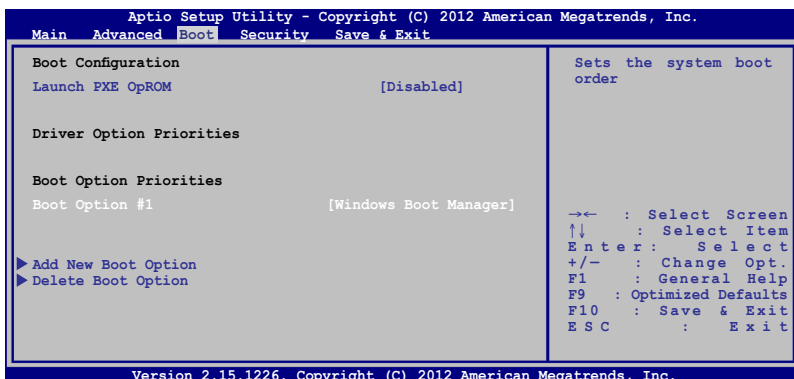 Aptio Setup Utility - Copyright (C) 2012 American Megatrends, Inc.
Main Advanced Boot Security Save & Exit
Boot Configuration
Launch PXE OpROM [Disabled]
Driver Option Priorities
Boot Option Priorities
Boot Option #1 [Windows Boot Manager]
Add New Boot Option
Delete Boot Option
Sets the system boot
order
→← : Select Screen
↑↓ : Select Item
Enter: Select
+/— : Change Opt.
F1 : General Help
F9 : Optimized Defaults
F10 : Save & Exit
ESC : Exit
Version 2.15.1226. Copyright (C) 2012 American Megatrends, Inc.